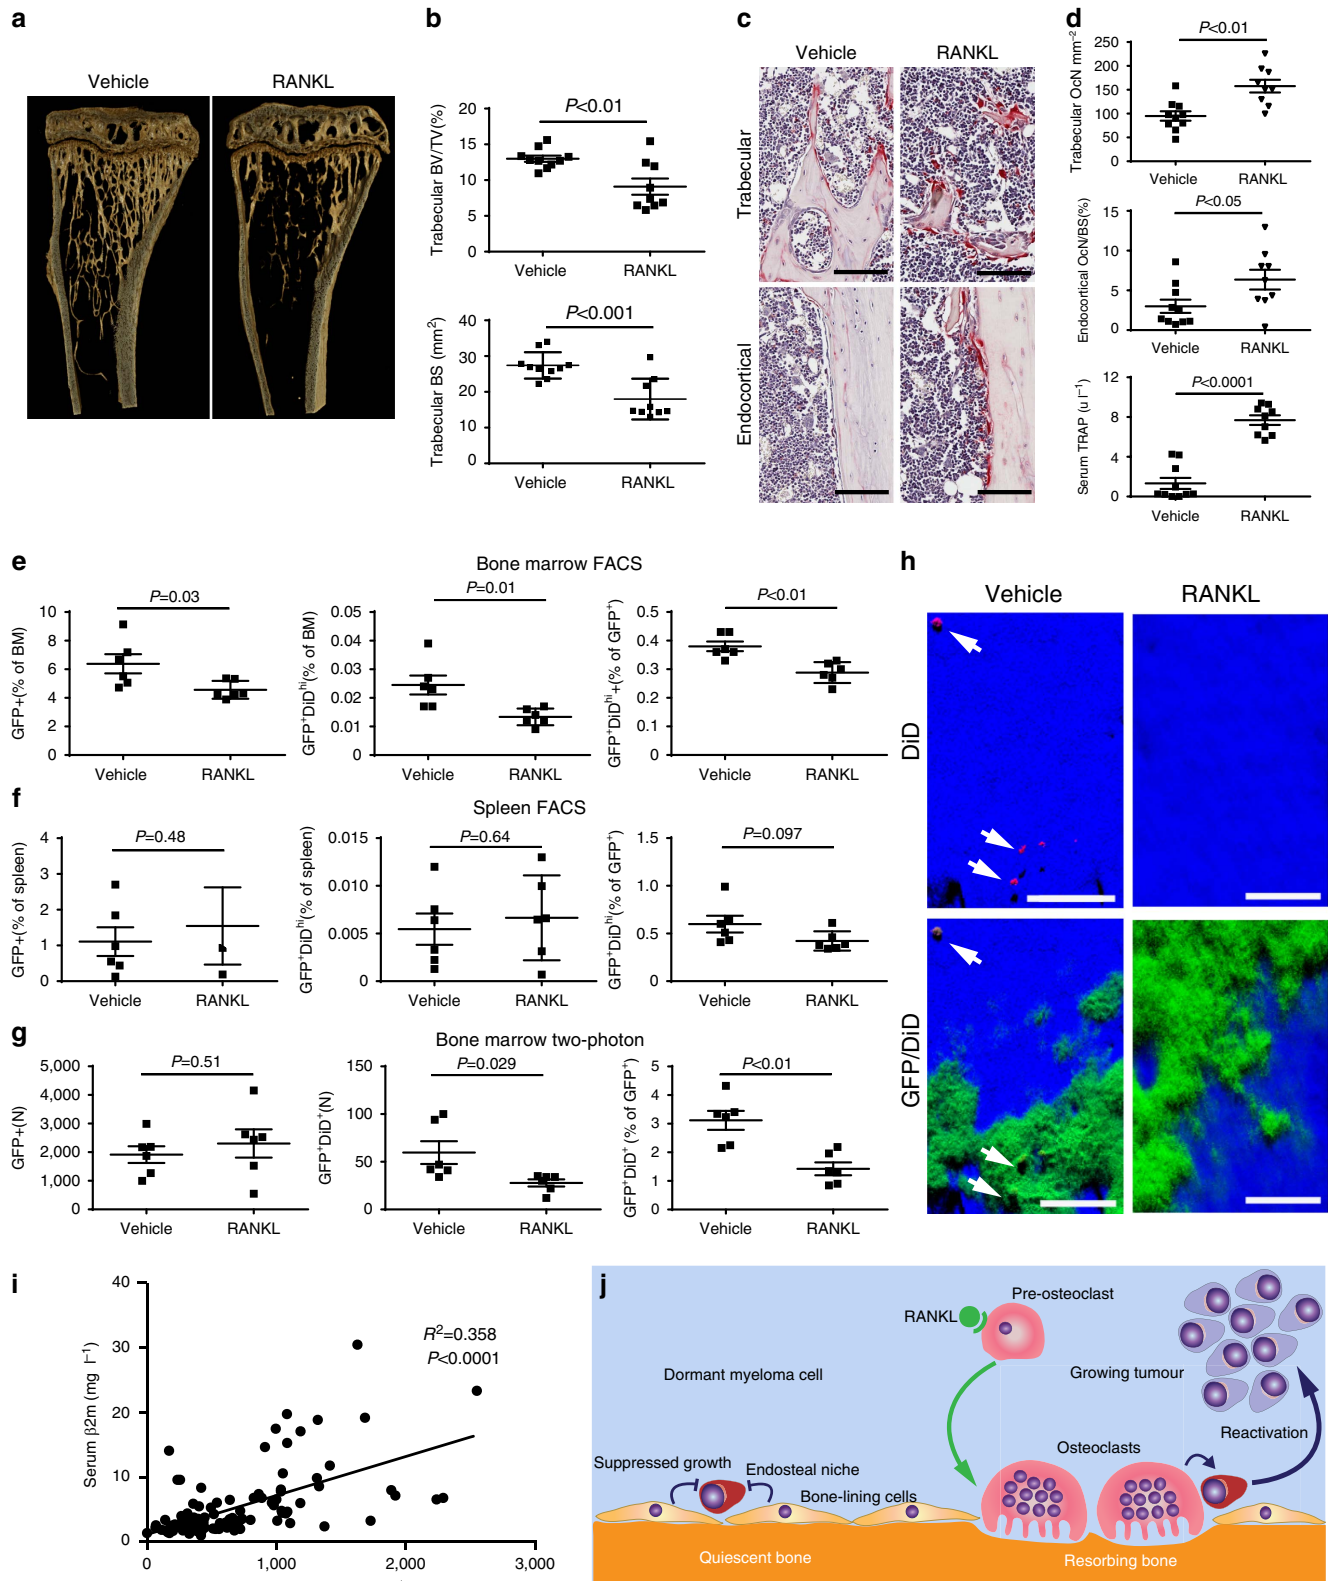 a
Vehicle
RANKL
b
P<0.01
Trabecular BV/TV(%)
20
15
10
5
0
Vehicle
RANKL
P<0.001
Trabecular BS (mm²)
40
30
20
10
0
Vehicle
RANKL
c
Vehicle
RANKL
Trabecular
Endocortical
d
P<0.01
Trabecular OcN mm⁻²
250
200
150
100
50
0
Vehicle
RANKL
P<0.05
Endocortical OcN/BS(%)
15
10
5
0
Vehicle
RANKL
P<0.0001
Serum TRAP (u l⁻¹)
12
8
4
0
Vehicle
RANKL
e
Bone marrow FACS
P=0.03
GFP+(% of BM)
10
8
6
4
2
0
Vehicle
RANKL
P=0.01
GFP⁺DiDʰⁱ(% of BM)
0.05
0.04
0.03
0.02
0.01
0
Vehicle
RANKL
P<0.01
GFP⁺DiDʰⁱ+(% of GFP⁺)
0.5
0.4
0.3
0.2
0.1
0
Vehicle
RANKL
f
Spleen FACS
P=0.48
GFP+(% of spleen)
4
3
2
1
0
Vehicle
RANKL
P=0.64
GFP⁺DiDʰⁱ(% of spleen)
0.015
0.010
0.005
0
Vehicle
RANKL
P=0.097
GFP⁺DiDʰⁱ(% of GFP⁺)
1.5
1.0
0.5
0
Vehicle
RANKL
g
Bone marrow two-photon
P=0.51
GFP+(N)
5,000
4,000
3,000
2,000
1,000
0
Vehicle
RANKL
P=0.029
GFP⁺DiD⁺(N)
150
100
50
0
Vehicle
RANKL
P<0.01
GFP⁺DiD⁺(% of GFP⁺)
5
4
3
2
1
0
Vehicle
RANKL
h
Vehicle
RANKL
DiD
GFP/DiD
i
R²=0.358
P<0.0001
Serum β2m (mg l⁻¹)
40
30
20
10
0
0
1,000
2,000
3,000
j
Pre-osteoclast
RANKL
Dormant myeloma cell
Growing tumour
Reactivation
Osteoclasts
Suppressed growth
Endosteal niche
Bone-lining cells
Quiescent bone
Resorbing bone